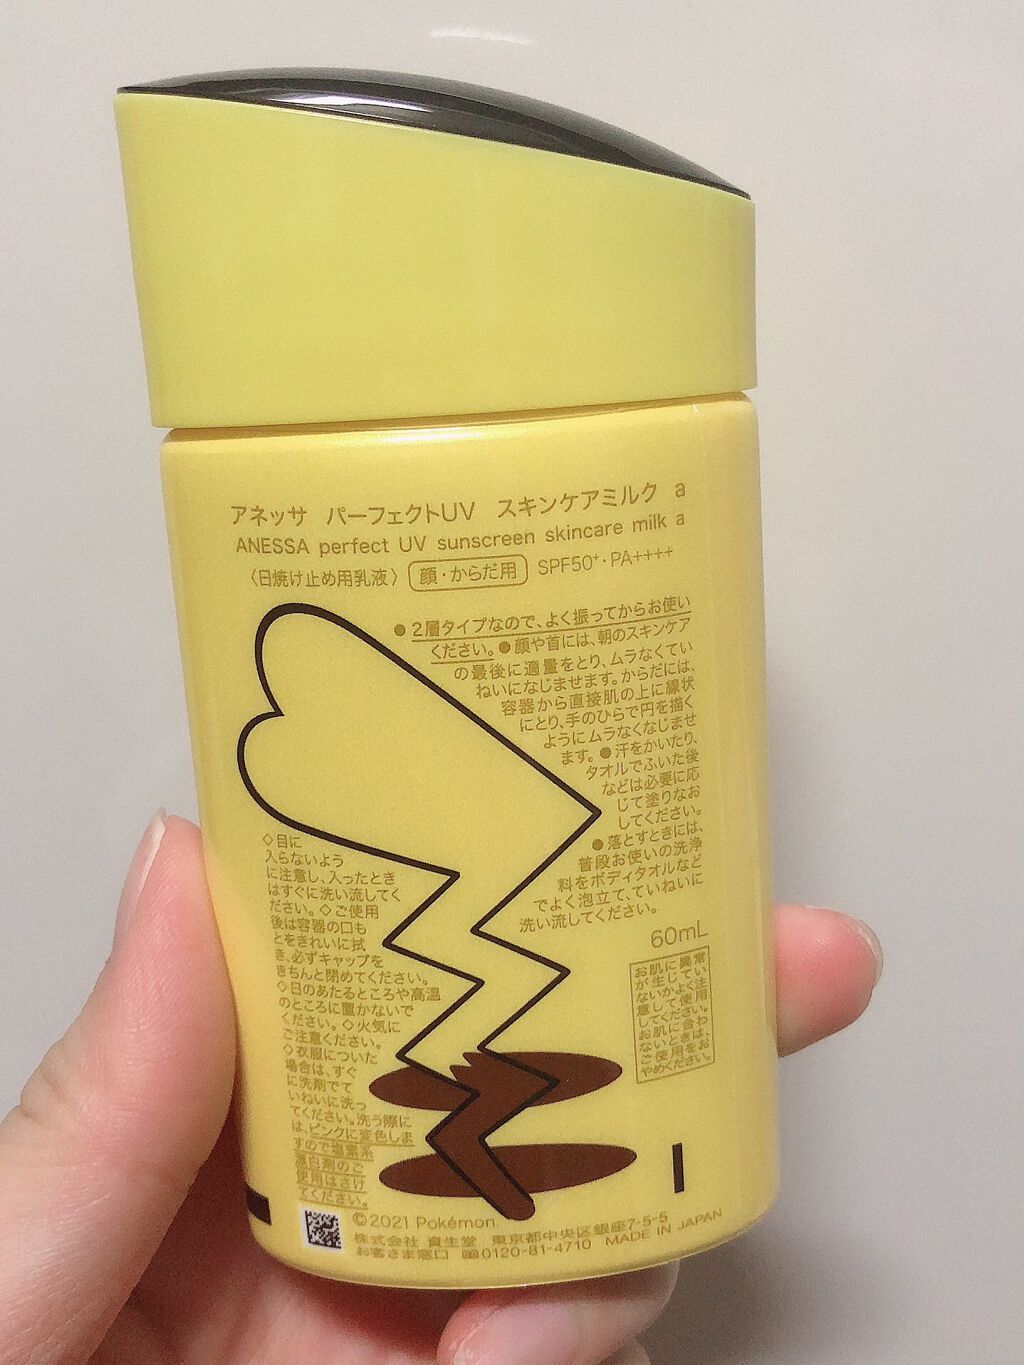 アネッサ パーフェクトUV スキンケアミルク a
ANESSA perfect UV sunscreen skincare milk a
〈日焼け止め用乳液〉 顔・からだ用 SPF50+・PA++++
●2層タイプなので、よく振ってからお使い
ください。●顔や首には、朝のスキンケア
の最後に適量をとり、ムラなくてい
ねいになじませます。からだには、
容器から直接肌の上に線状
にとり、手のひらで円を描く
ようにムラなくなじませ
ます。●汗をかいたり、
タオルでふいた後
などは必要に応
じて塗りなお
してください。
●落とすときには、
普段お使いの洗浄
料をボディタオルなど
でよく泡立て、ていねいに
洗い流してください。
60mL
お肌に異常
が生じてい
ないかよく注
意して使用
してください。
お肌に合わ
ないときは、
ご使用をお
やめください。
◇目に
入らないよう
に注意し、入ったとき
はすぐに洗い流してく
ださい。◇ご使用
後は容器の口も
とをきれいに拭
き、必ずキャップを
きちんと閉めてください。
◇日のあたるところや高温
のところに置かないで
ください。◇火気に
ご注意ください。
◇衣服についた
場合は、すぐ
に洗剤でて
いねいに洗っ
てください。洗う際に
は、ピンクに変色しま
すので塩素系
漂白剤のご
使用はさけ
てください。
©2021 Pokémon.
株式会社 資生堂 東京都中央区銀座7-5-5
お客さま窓口 0120-81-4710 MADE IN JAPAN